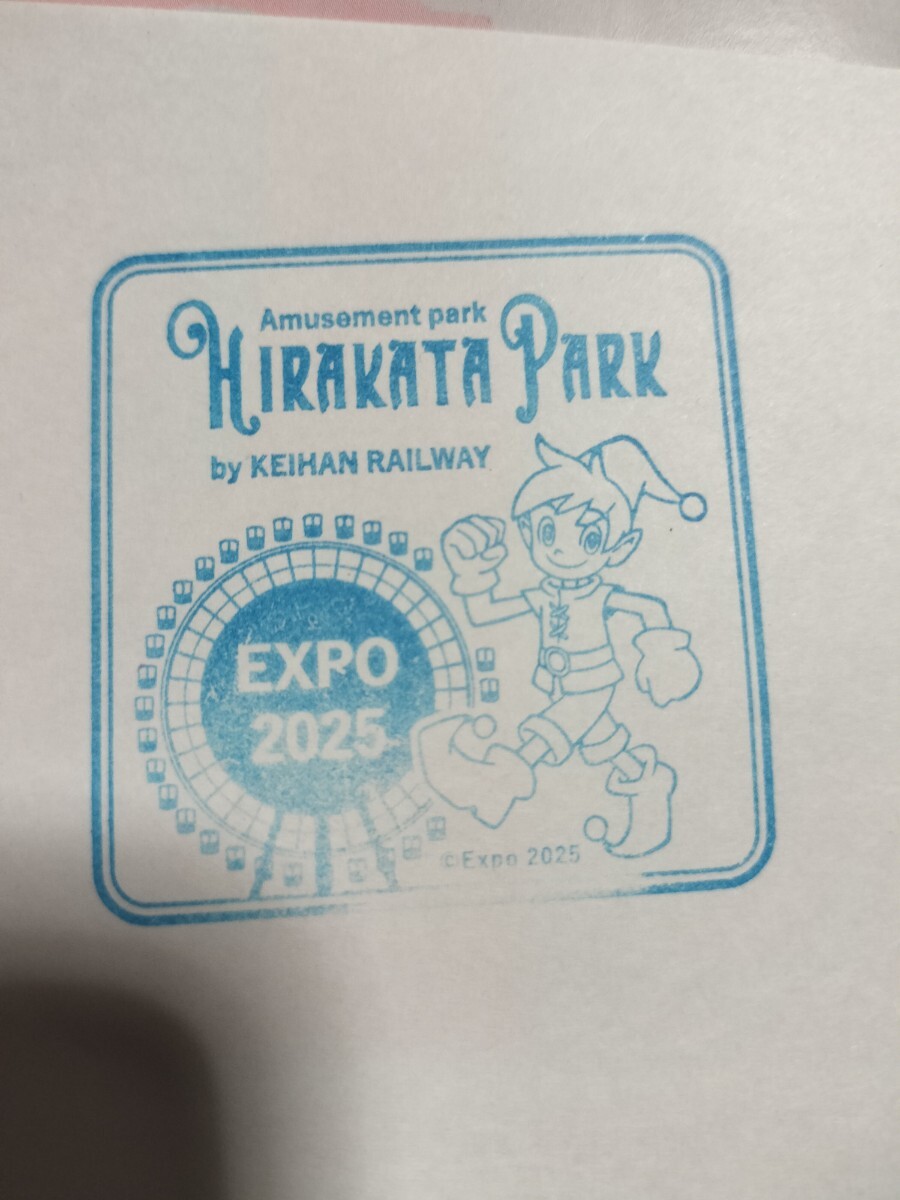 Amusement park
HIRAKATA PARK
by KEIHAN RAILWAY
EXPO
2025
©Expo 2025